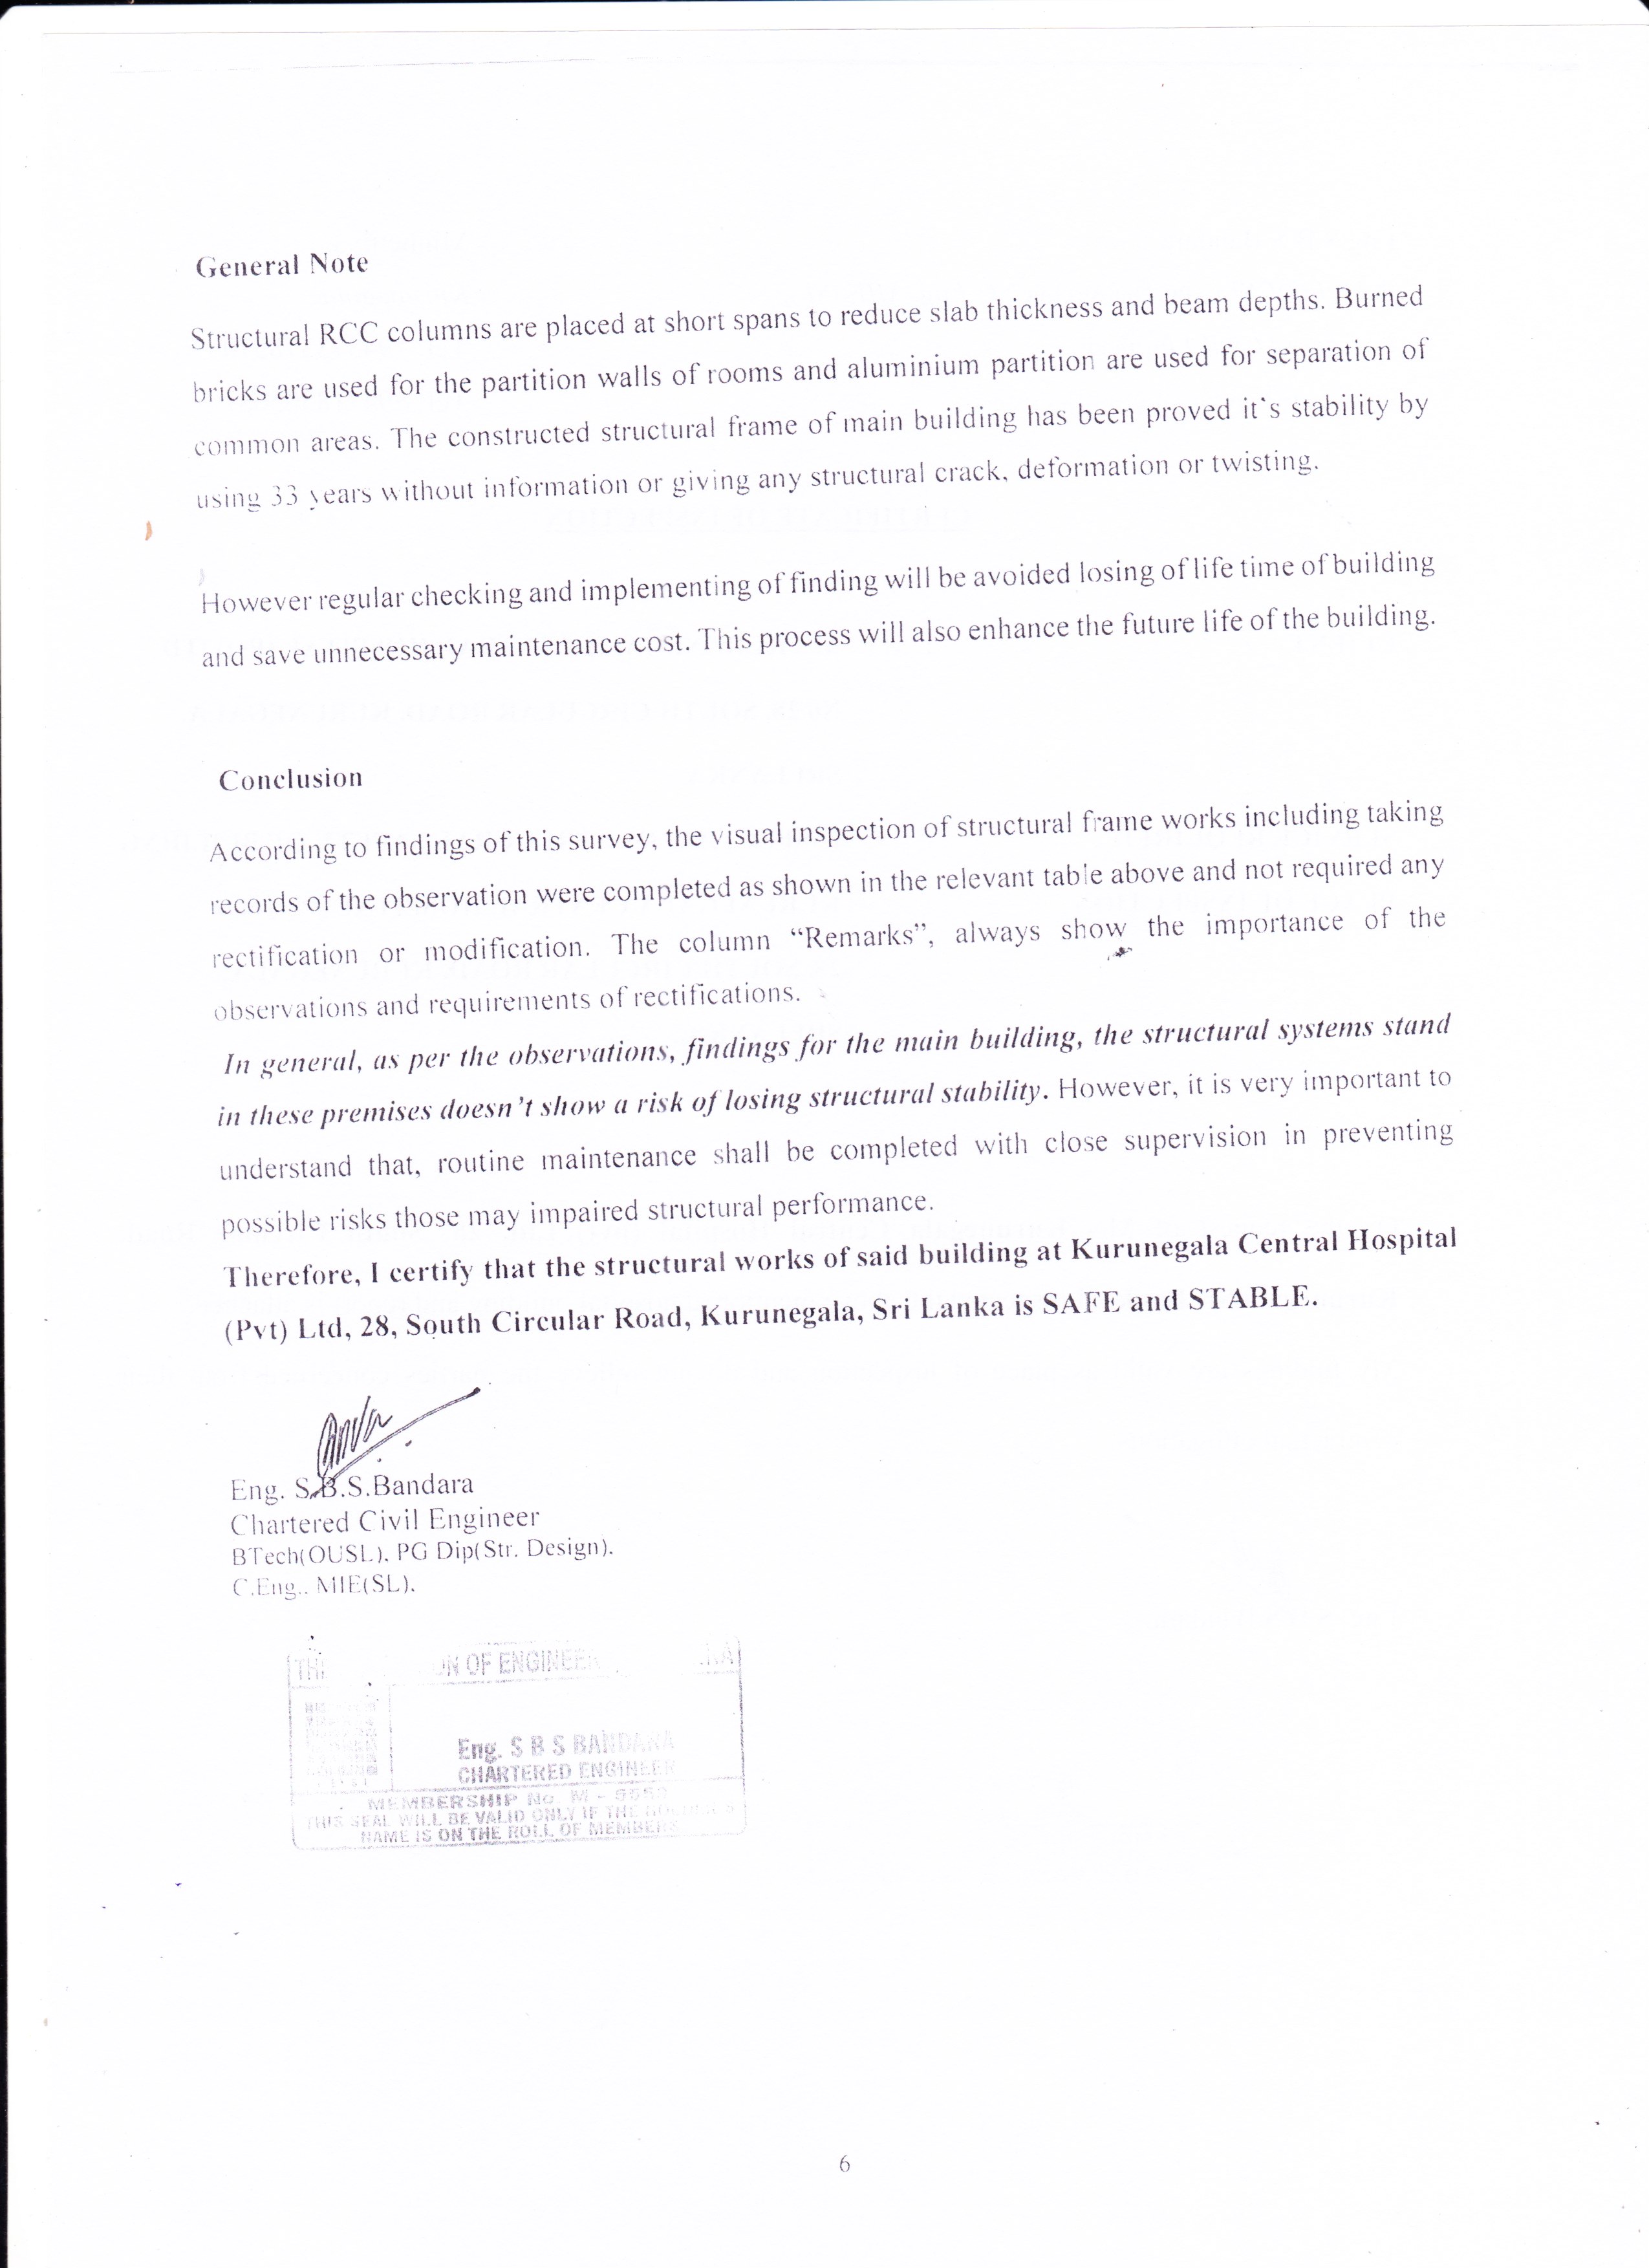 General Note
Structural RCC columns are placed at short spans to reduce slab thickness and beam depths. Burned
bricks are used for the partition walls of rooms and aluminium partition are used for separation of
common areas. The constructed structural frame of main building has been proved it's stability by
using 33 years without information or giving any structural crack, deformation or twisting.
However regular checking and implementing of finding will be avoided losing of life time of building
and save unnecessary maintenance cost. This process will also enhance the future life of the building.
Conclusion
According to findings of this survey, the visual inspection of structural frame works including taking
records of the observation were completed as shown in the relevant table above and not required any
rectification or modification. The column “Remarks”, always show the importance of the
observations and requirements of rectifications.
In general, as per the observations, findings for the main building, the structural systems stand
in these premises doesn’t show a risk of losing structural stability. However, it is very important to
understand that, routine maintenance shall be completed with close supervision in preventing
possible risks those may impaired structural performance.
Therefore, I certify that the structural works of said building at Kurunegala Central Hospital
(Pvt) Ltd, 28, South Circular Road, Kurunegala, Sri Lanka is SAFE and STABLE.
Eng. S.B.S.Bandara
Chartered Civil Engineer
BTech(OUSL), PG Dip(Str. Design).
C.Eng., MIE(SL).
OF
Eng. S B S BANDARA
CHARTERED ENGINEER
MEMBERSHIP No. M -
THIS SEAL WILL BE VALID ONLY IF THE HOLDER'S
NAME IS ON THE ROLL OF MEMBERS
6